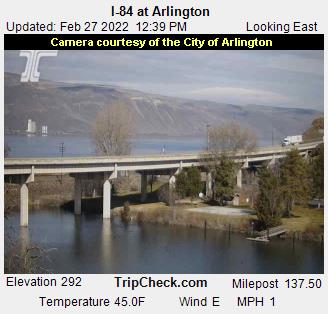 I-84 at Arlington
Updated: Feb 27 2022 12:39 PM Looking East
Camera courtesy of the City of Arlington
Elevation 292 TripCheck.com Milepost 137.50
Temperature 45.0F Wind E MPH 1